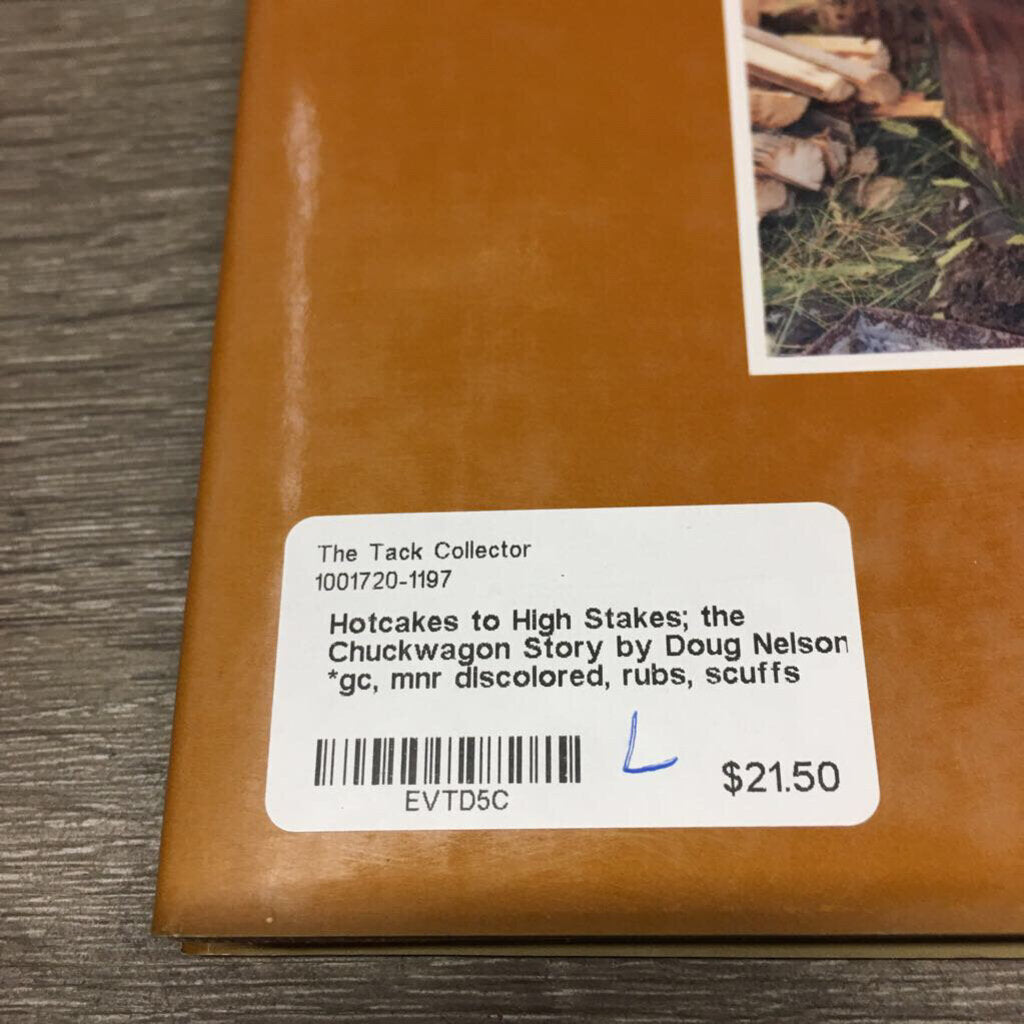 The Tack Collector
1001720-1197
Hotcakes to High Stakes; the
Chuckwagon Story by Doug Nelson
*gc, mnr discolored, rubs, scuffs
L
EVTD5C
$21.50